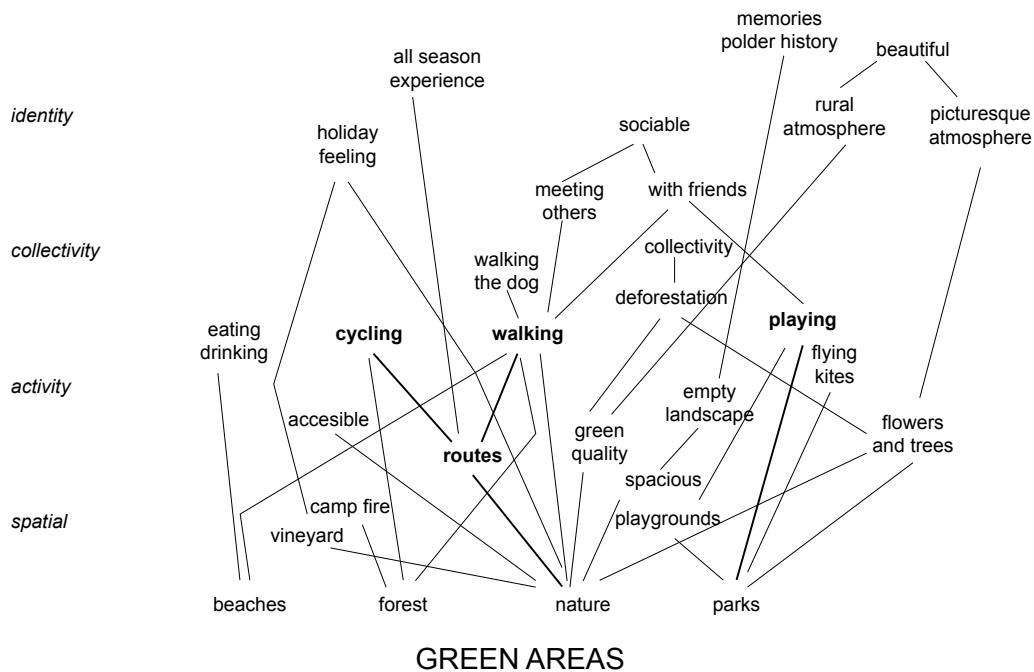 memories
polder history
beautiful
all season
experience
identity
rural
atmosphere
picturesque
atmosphere
holiday
feeling
sociable
meeting
others
with friends
collectivity
collectivity
walking
the dog
deforestation
eating
drinking
cycling
walking
playing
flying
kites
activity
empty
landscape
accesible
green
quality
flowers
and trees
routes
spacious
spatial
camp fire
playgrounds
vineyard
beaches
forest
nature
parks
GREEN AREAS